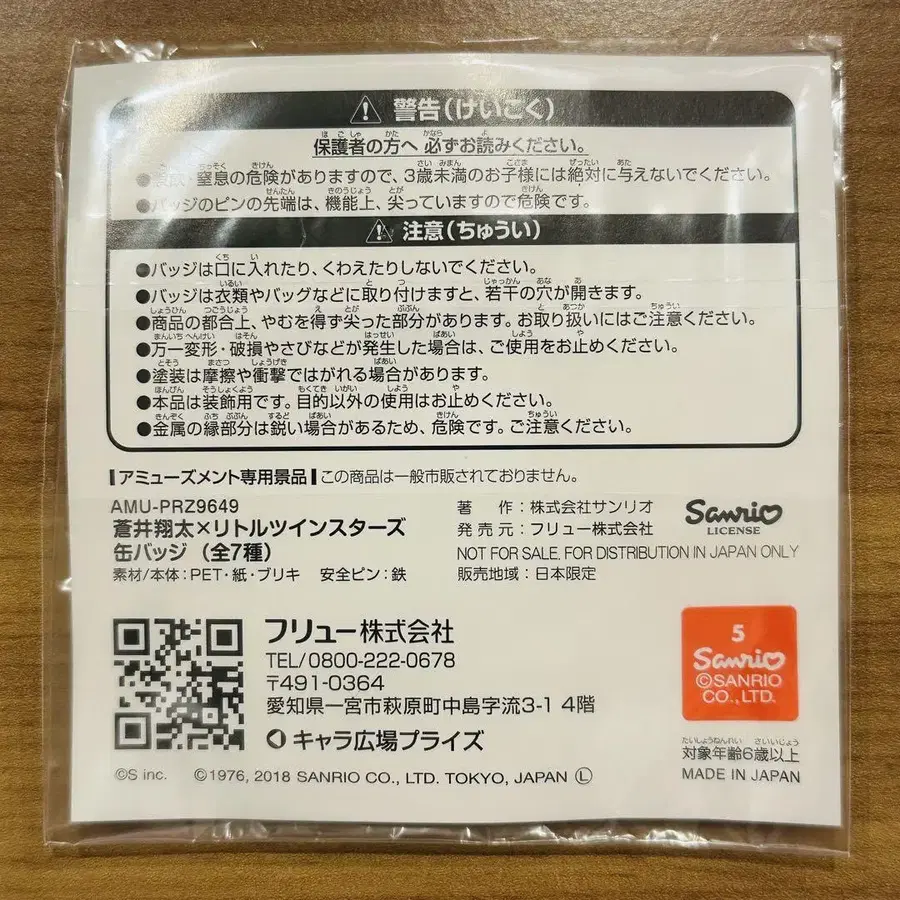 警告(けいこく)
保護者の方へ 必ずお読みください。
窒息の危険がありますので、3歳未満のお子様には絶対に与えないでください。
●バッジのピンの先端は、機能上、尖っていますので危険です。
注意(ちゅうい)
●バッジは口に入れたり、くわえたりしないでください。
●バッジは衣類やバッグなどに取り付けますと、若干の穴が開きます。
●商品の都合上、やむを得ず尖った部分があります。お取り扱いにはご注意ください。
●万一変形・破損やさびなどが発生した場合は、ご使用をお止めください。
●塗装は摩擦や衝撃ではがれる場合があります。
●本品は装飾用です。目的以外の使用はお止めください。
●金属の縁部分は鋭い場合があるため、危険です。ご注意ください。
アミューズメント専用景品 この商品は一般市販されておりません。
AMU-PRZ9649
蒼井翔太×リトルツインスターズ
缶バッジ(全7種)
素材/本体:PET・紙・ブリキ 安全ピン:鉄
著 作:株式会社サンリオ
発売元:フリュー株式会社
NOT FOR SALE, FOR DISTRIBUTION IN JAPAN ONLY
販売地域:日本限定
Sanrio
LICENSE
フリュー株式会社
TEL/0800-222-0678
〒491-0364
愛知県一宮市萩原町中島字流3-1 4階
キャラ広場プライズ
5
Sanrio
©SANRIO
CO., LTD.
対象年齢6歳以上
MADE IN JAPAN
©S inc. ©1976, 2018 SANRIO CO., LTD. TOKYO, JAPAN Ⓛ